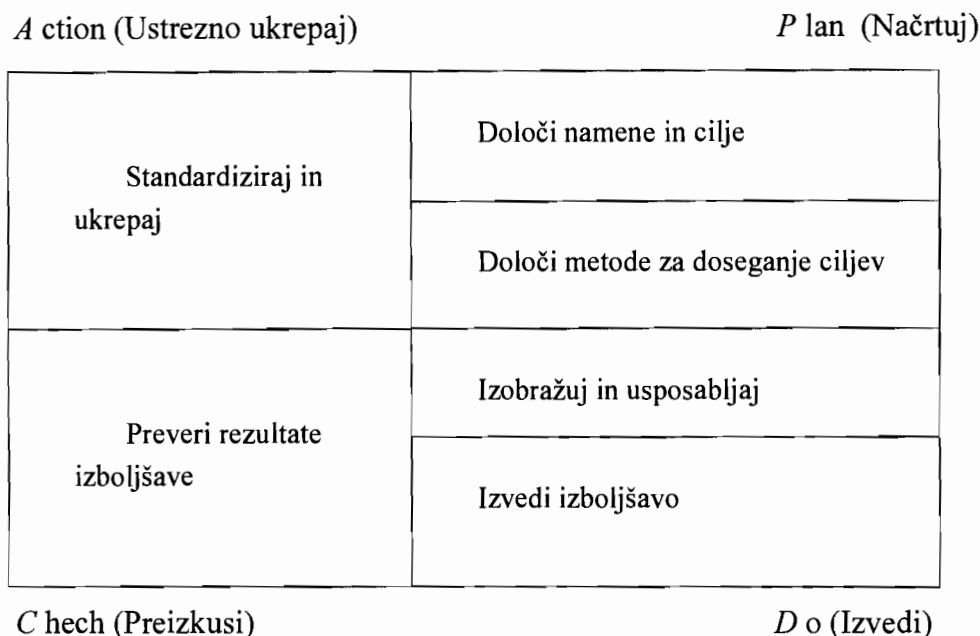 A ction (Ustrezno ukrepaj)
P lan (Načrtuj)
Standardiziraj in
ukrepaj
Določi namene in cilje
Določi metode za doseganje ciljev
Preveri rezultate
izboljšave
Izobražuj in usposabljaj
Izvedi izboljšavo
C hech (Preizkusi)
D o (Izvedi)